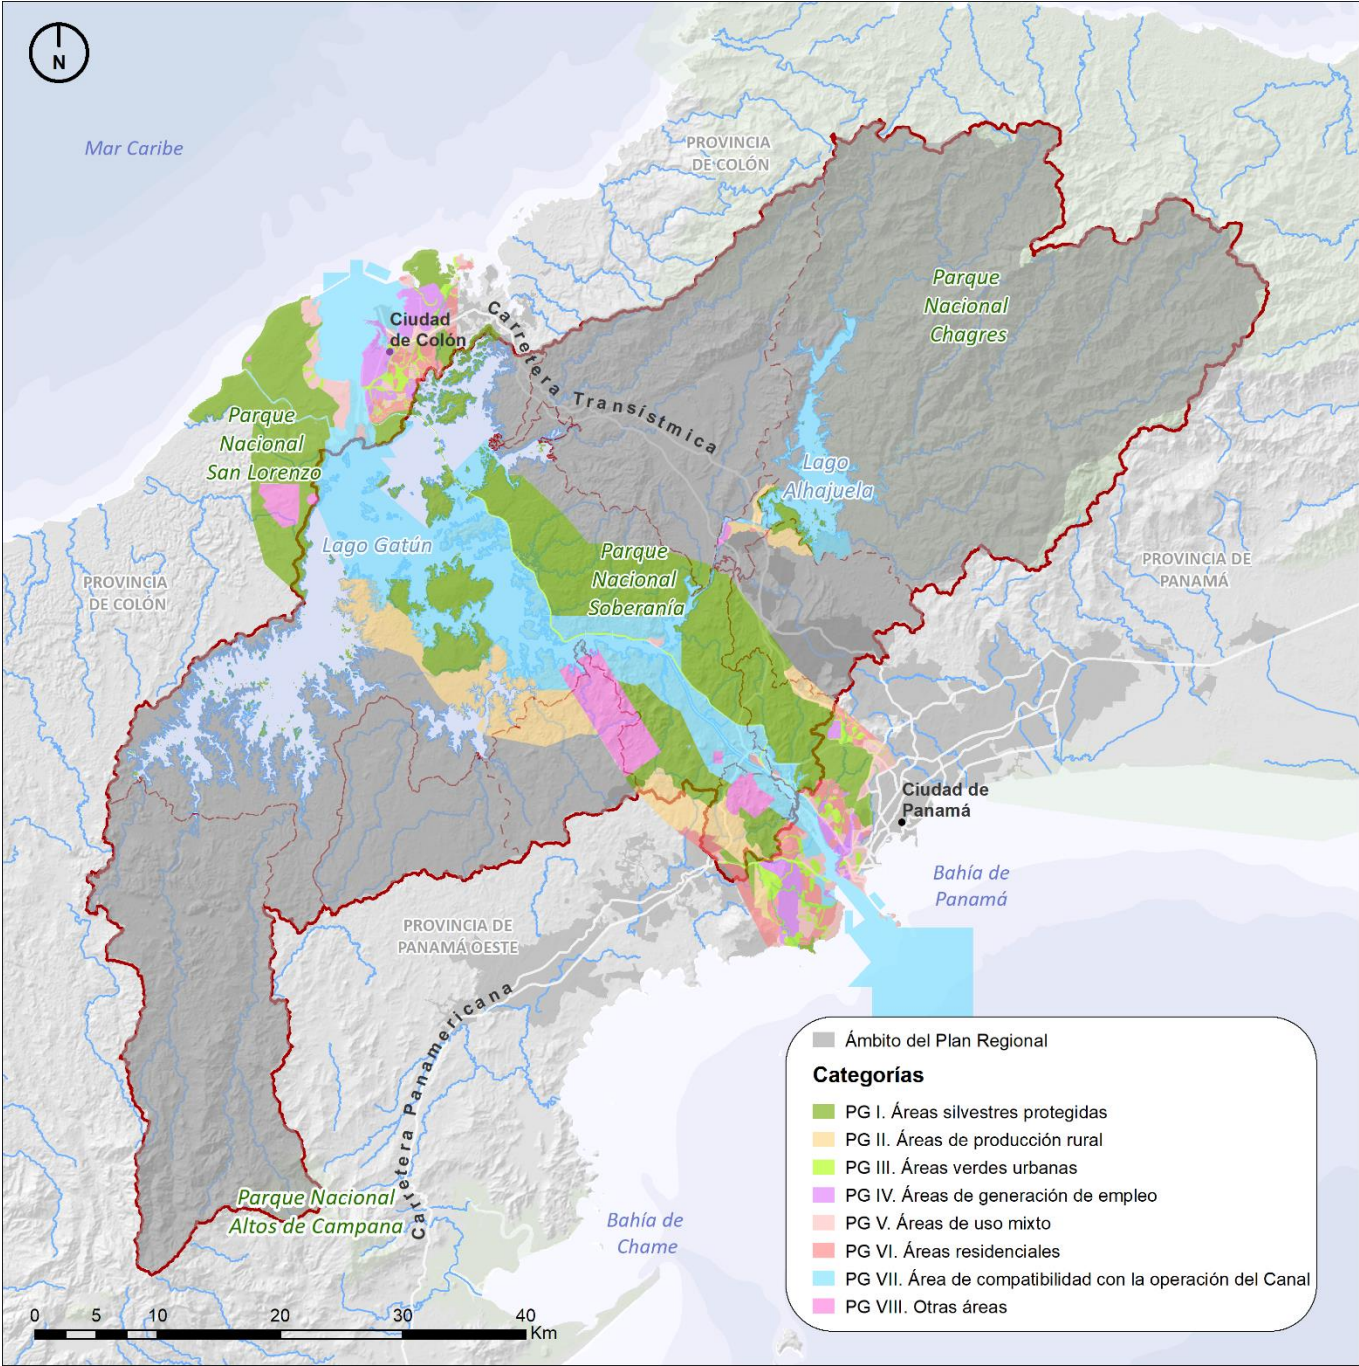 N
Mar Caribe
PROVINCIA
DE COLÓN
Parque
Nacional
Chagres
Ciudad
de Colón
Carretera Transístmica
Parque
Nacional
San Lorenzo
Lago
Alhajuela
Lago Gatún
Parque
Nacional
Soberanía
PROVINCIA
DE COLÓN
PROVINCIA DE
PANAMÁ
Ciudad de
Panamá
Bahía de
Panamá
PROVINCIA DE
PANAMÁ OESTE
Carretera Panamericana
Parque Nacional
Altos de Campana
Bahía de
Chame
Ámbito del Plan Regional
Categorías
PG I. Áreas silvestres protegidas
PG II. Áreas de producción rural
PG III. Áreas verdes urbanas
PG IV. Áreas de generación de empleo
PG V. Áreas de uso mixto
PG VI. Áreas residenciales
PG VII. Área de compatibilidad con la operación del Canal
PG VIII. Otras áreas
0 5 10 20 30 40
Km